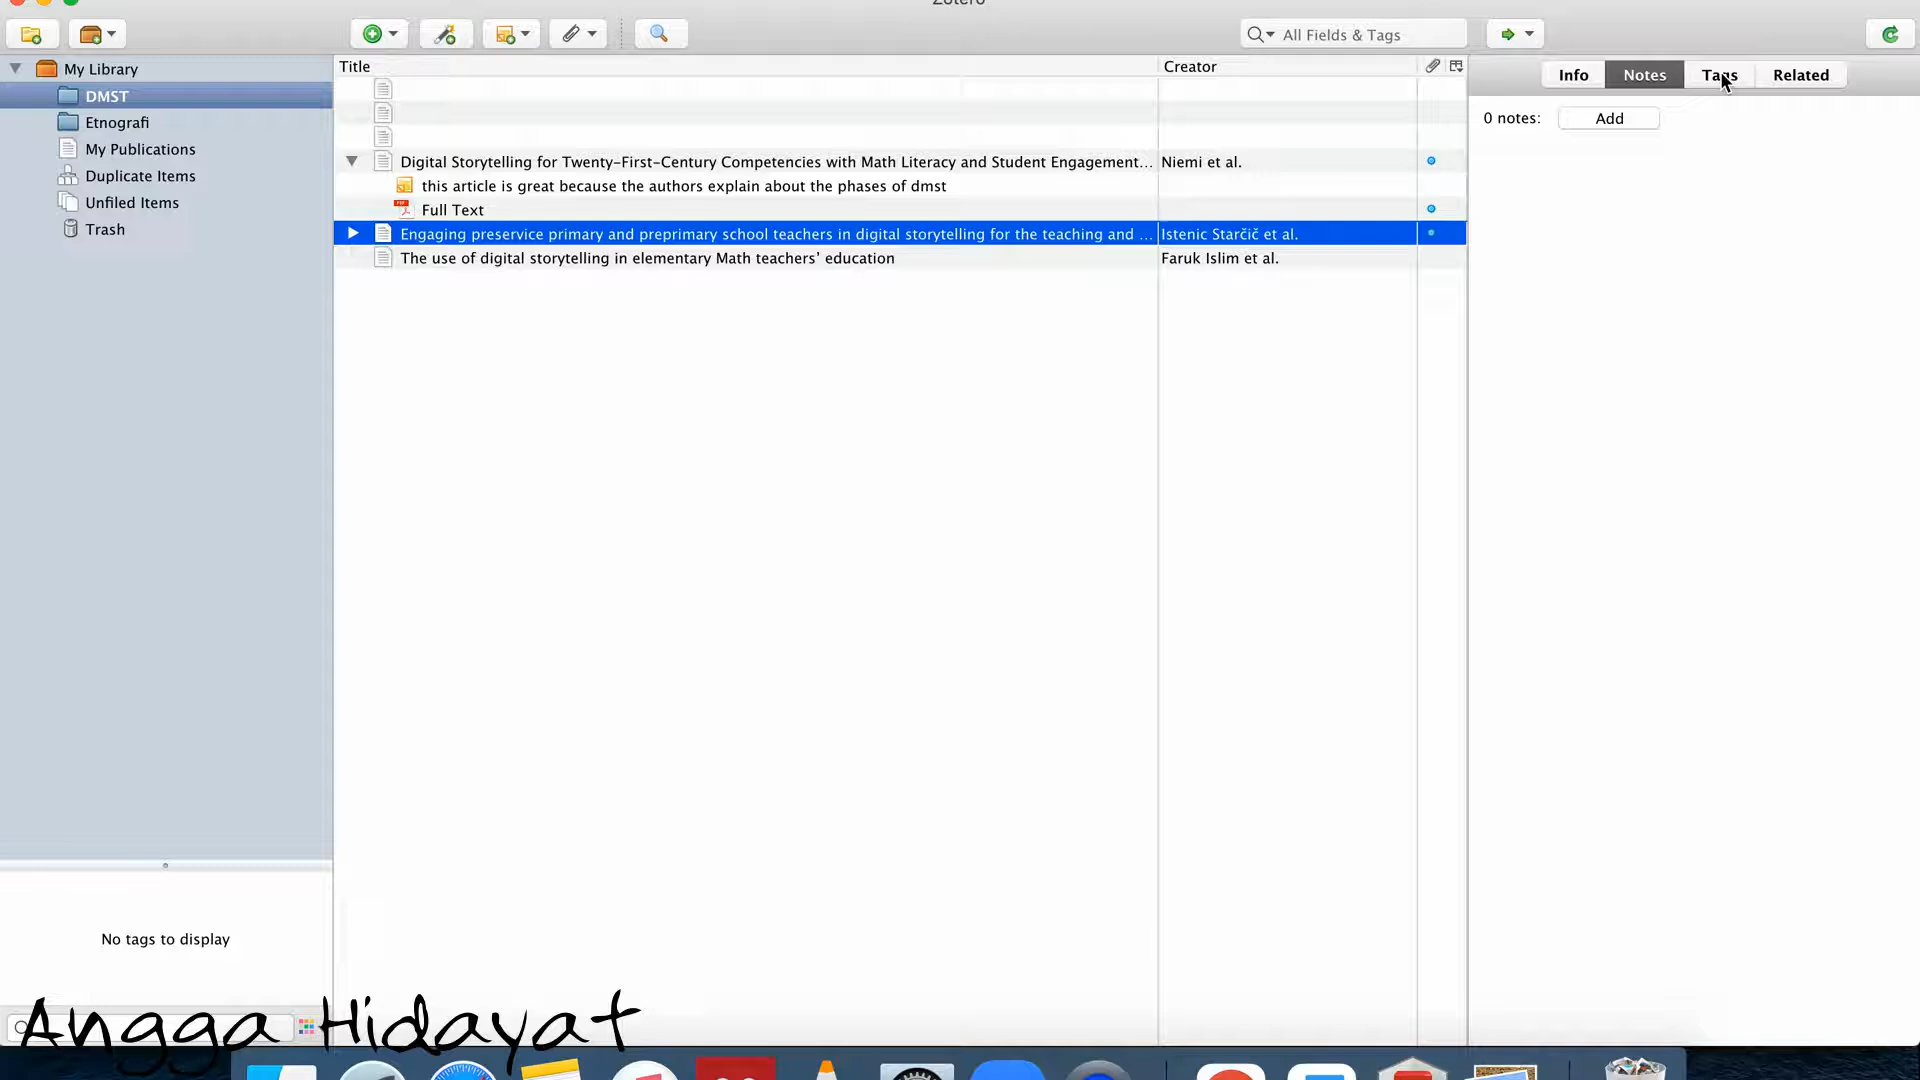 Zotero
All Fields & Tags
My Library
DMST
Etnografi
My Publications
Duplicate Items
Unfiled Items
Trash
Title
Creator
Digital Storytelling for Twenty-First-Century Competencies with Math Literacy and Student Engagement...
Niemi et al.
this article is great because the authors explain about the phases of dmst
Full Text
Engaging preservice primary and preprimary school teachers in digital storytelling for the teaching and ...
Istenic Starčič et al.
The use of digital storytelling in elementary Math teachers’ education
Faruk Islim et al.
Info
Notes
Tags
Related
0 notes:
Add
No tags to display
Angga Hidayat